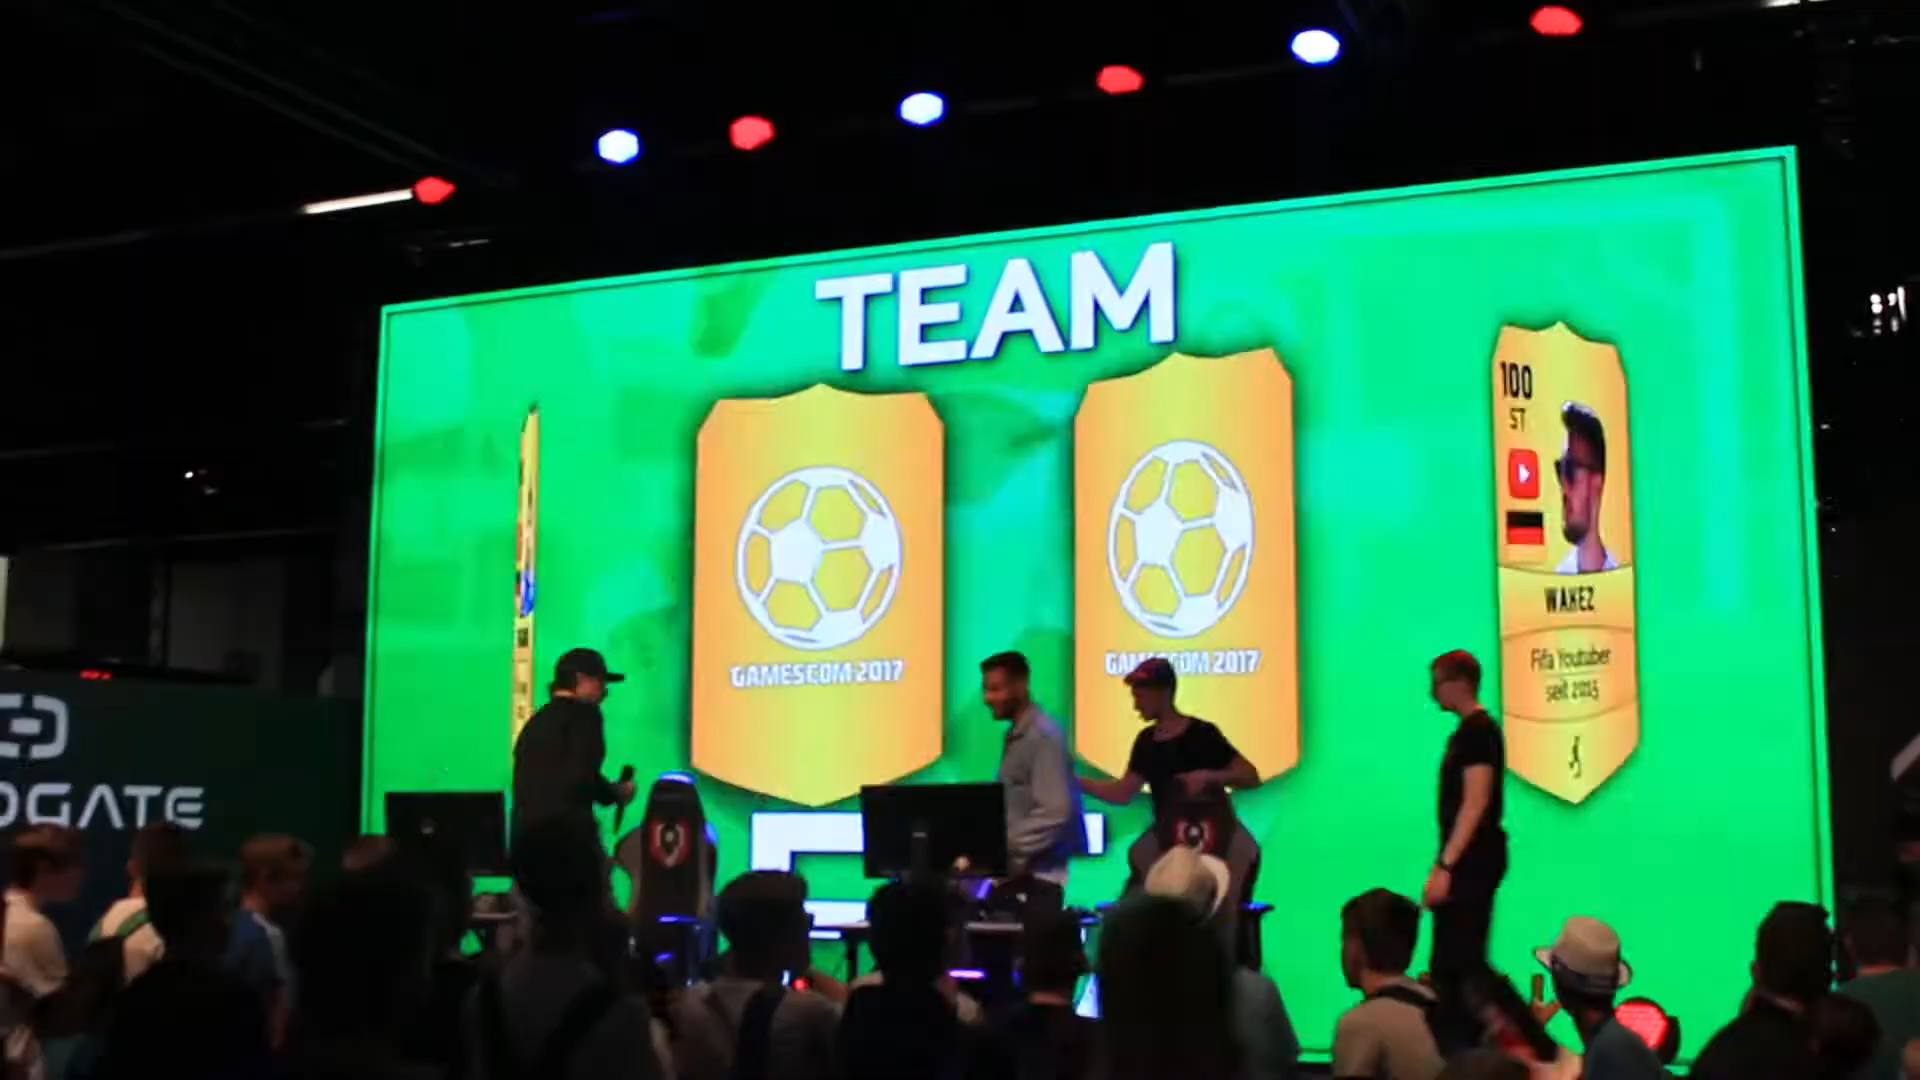 TEAM
100
ST
WAKEZ
Fifa Youtuber
seit 2015
GAMESCOM 2017
GAMESCOM 2017
OGATE